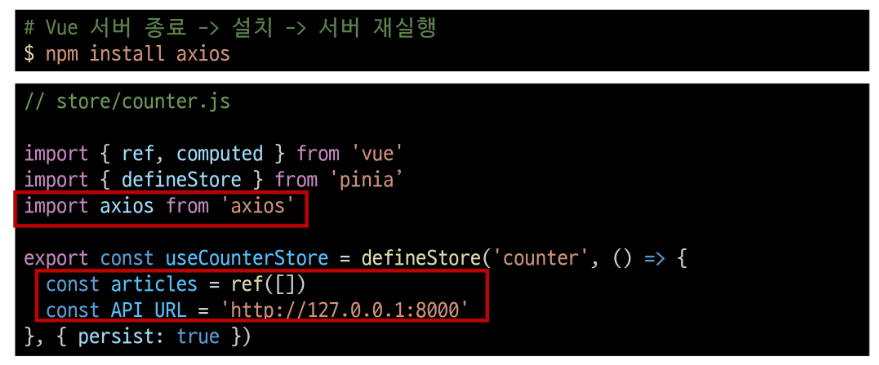 # Vue 서버 종료 -> 설치 -> 서버 재실행
$ npm install axios
// store/counter.js
import { ref, computed } from 'vue'
import { defineStore } from 'pinia’
import axios from 'axios'
export const useCounterStore = defineStore('counter', () => {
const articles = ref([])
const API_URL = 'http://127.0.0.1:8000'
}, { persist: true })